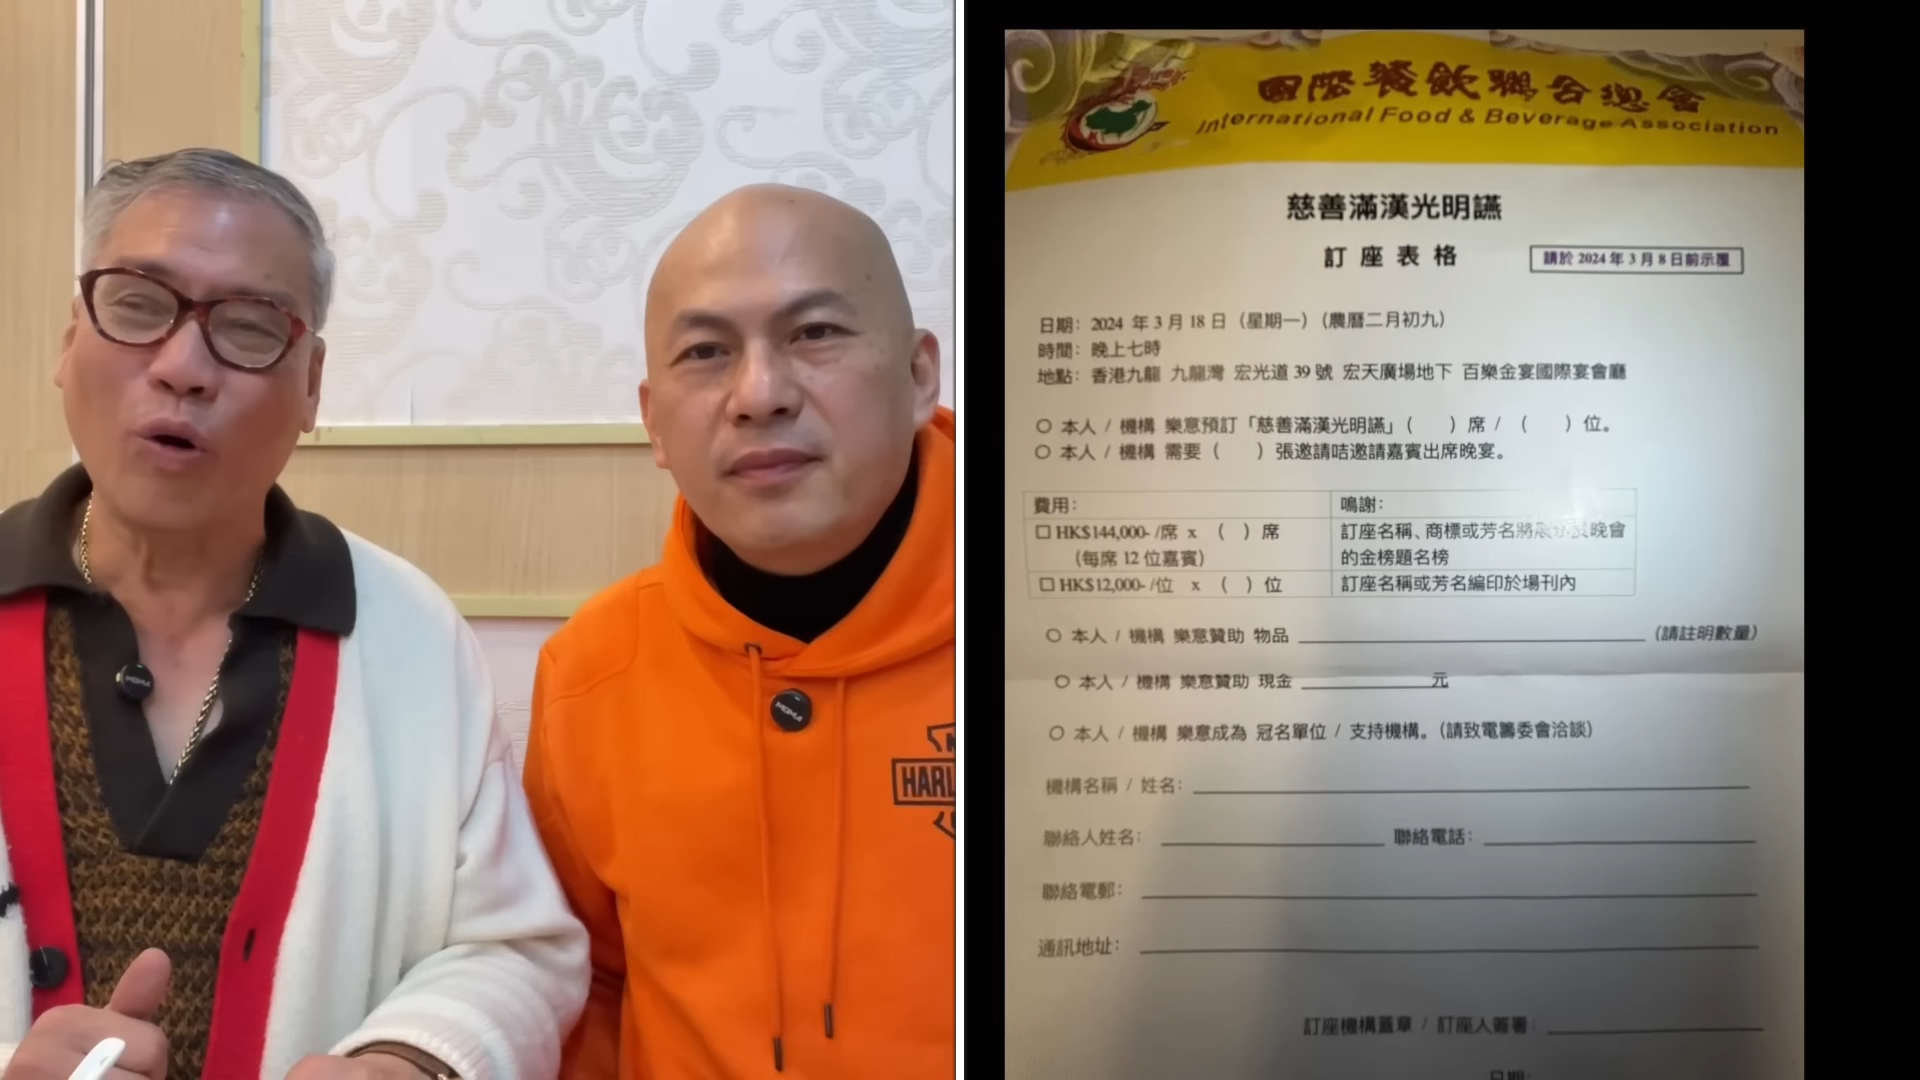 MOMA
MOMA
HARL
國際餐飲聯合總會
International Food & Beverage Association
慈善滿漢光明讌
訂座表格
請於 2024 年 3 月 8 日前示覆
日期：2024 年 3 月 18 日（星期一）（農曆二月初九）
時間：晚上七時
地點：香港九龍 九龍灣 宏光道 39 號 宏天廣場地下 百樂金宴國際宴會廳
○ 本人 / 機構 樂意預訂「慈善滿漢光明讌」（ ）席 / （ ）位。
○ 本人 / 機構 需要（ ）張邀請咭邀請嘉賓出席晚宴。
費用： 鳴謝：
□ HK$144,000- /席 x （ ）席 訂座名稱、商標或芳名將 晚會
（每席 12 位嘉賓） 的金榜題名榜
□ HK$12,000- /位 x （ ）位 訂座名稱或芳名編印於場刊內
○ 本人 / 機構 樂意贊助 物品 （請註明數量）
○ 本人 / 機構 樂意贊助 現金 元
○ 本人 / 機構 樂意成為 冠名單位 / 支持機構。（請致電籌委會洽談）
機構名稱 / 姓名：
聯絡人姓名： 聯絡電話：
聯絡電郵：
通訊地址：
訂座機構蓋章 / 訂座人簽署：
日期：